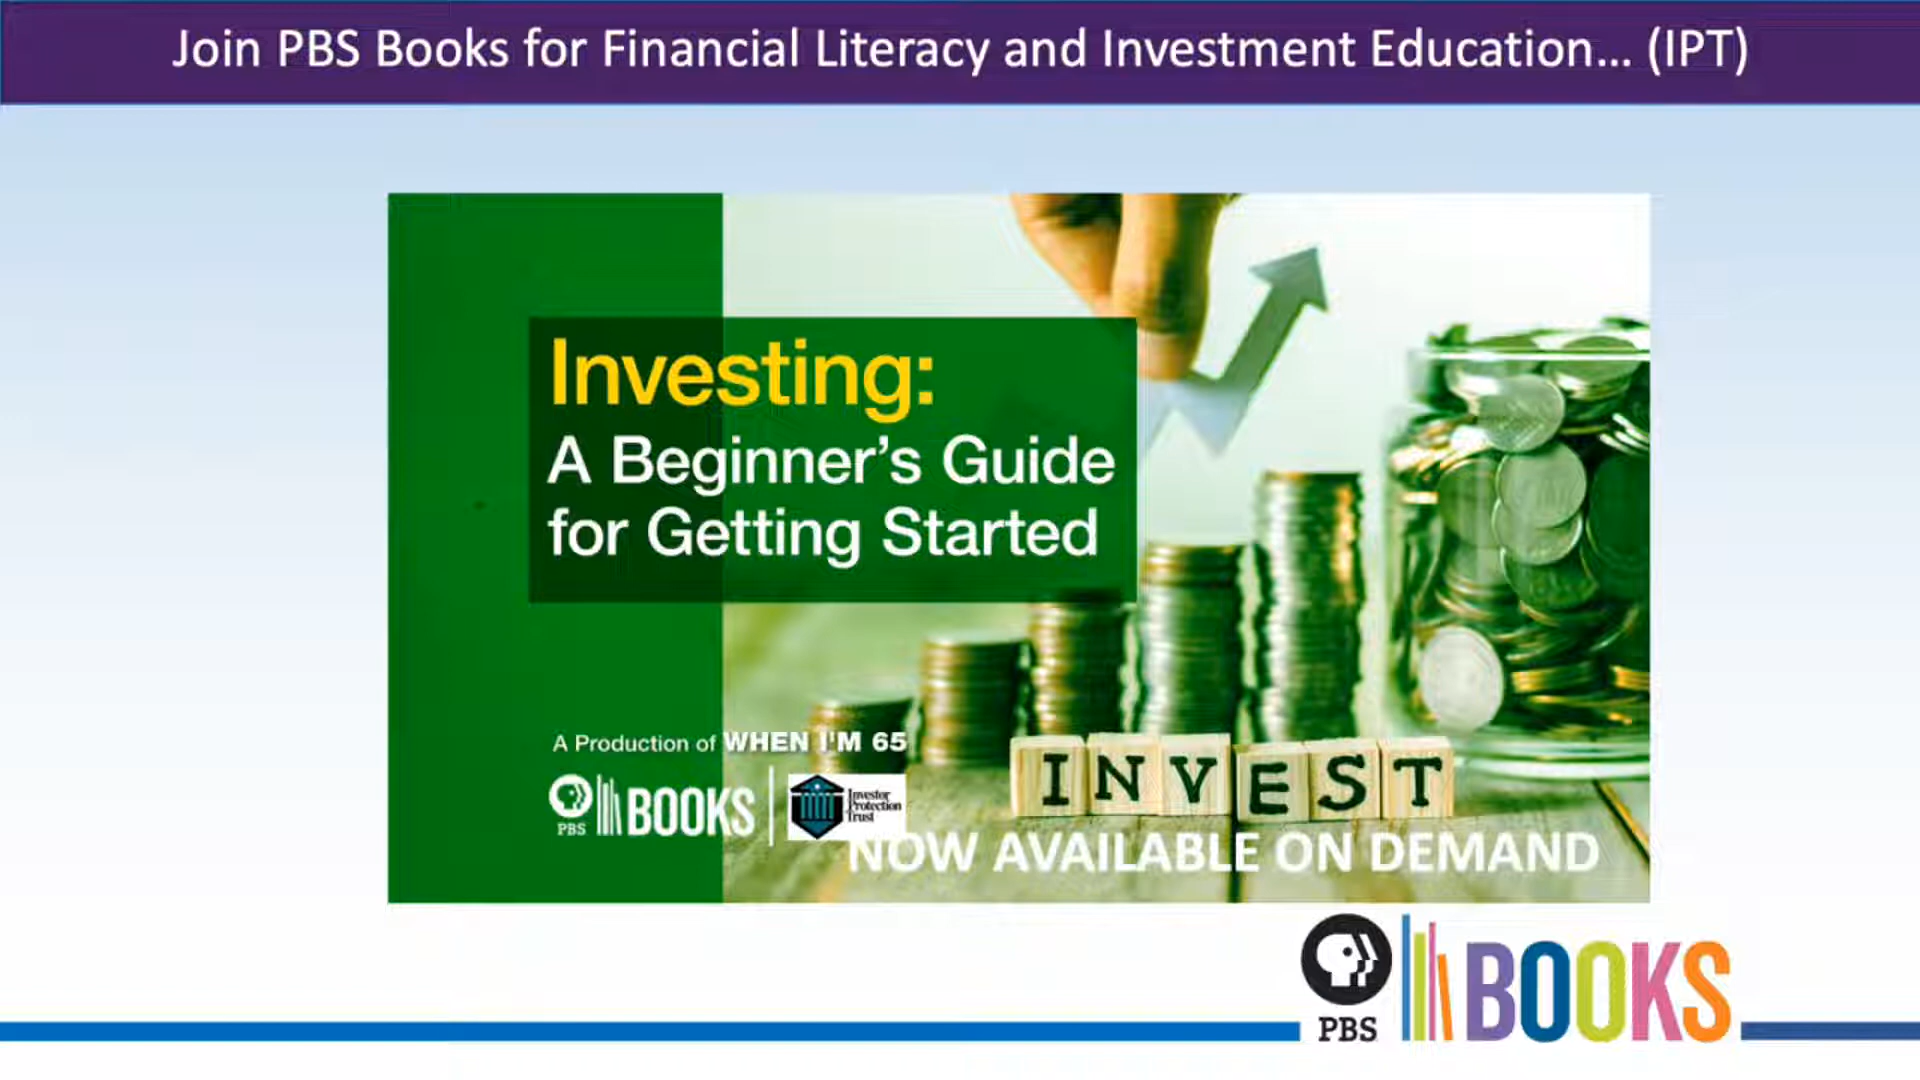 Join PBS Books for Financial Literacy and Investment Education... (IPT)
Investing:
A Beginner's Guide
for Getting Started
A Production of WHEN I'M 65
PBS BOOKS
Investor
Protection
Trust
INVEST
NOW AVAILABLE ON DEMAND
PBS BOOKS